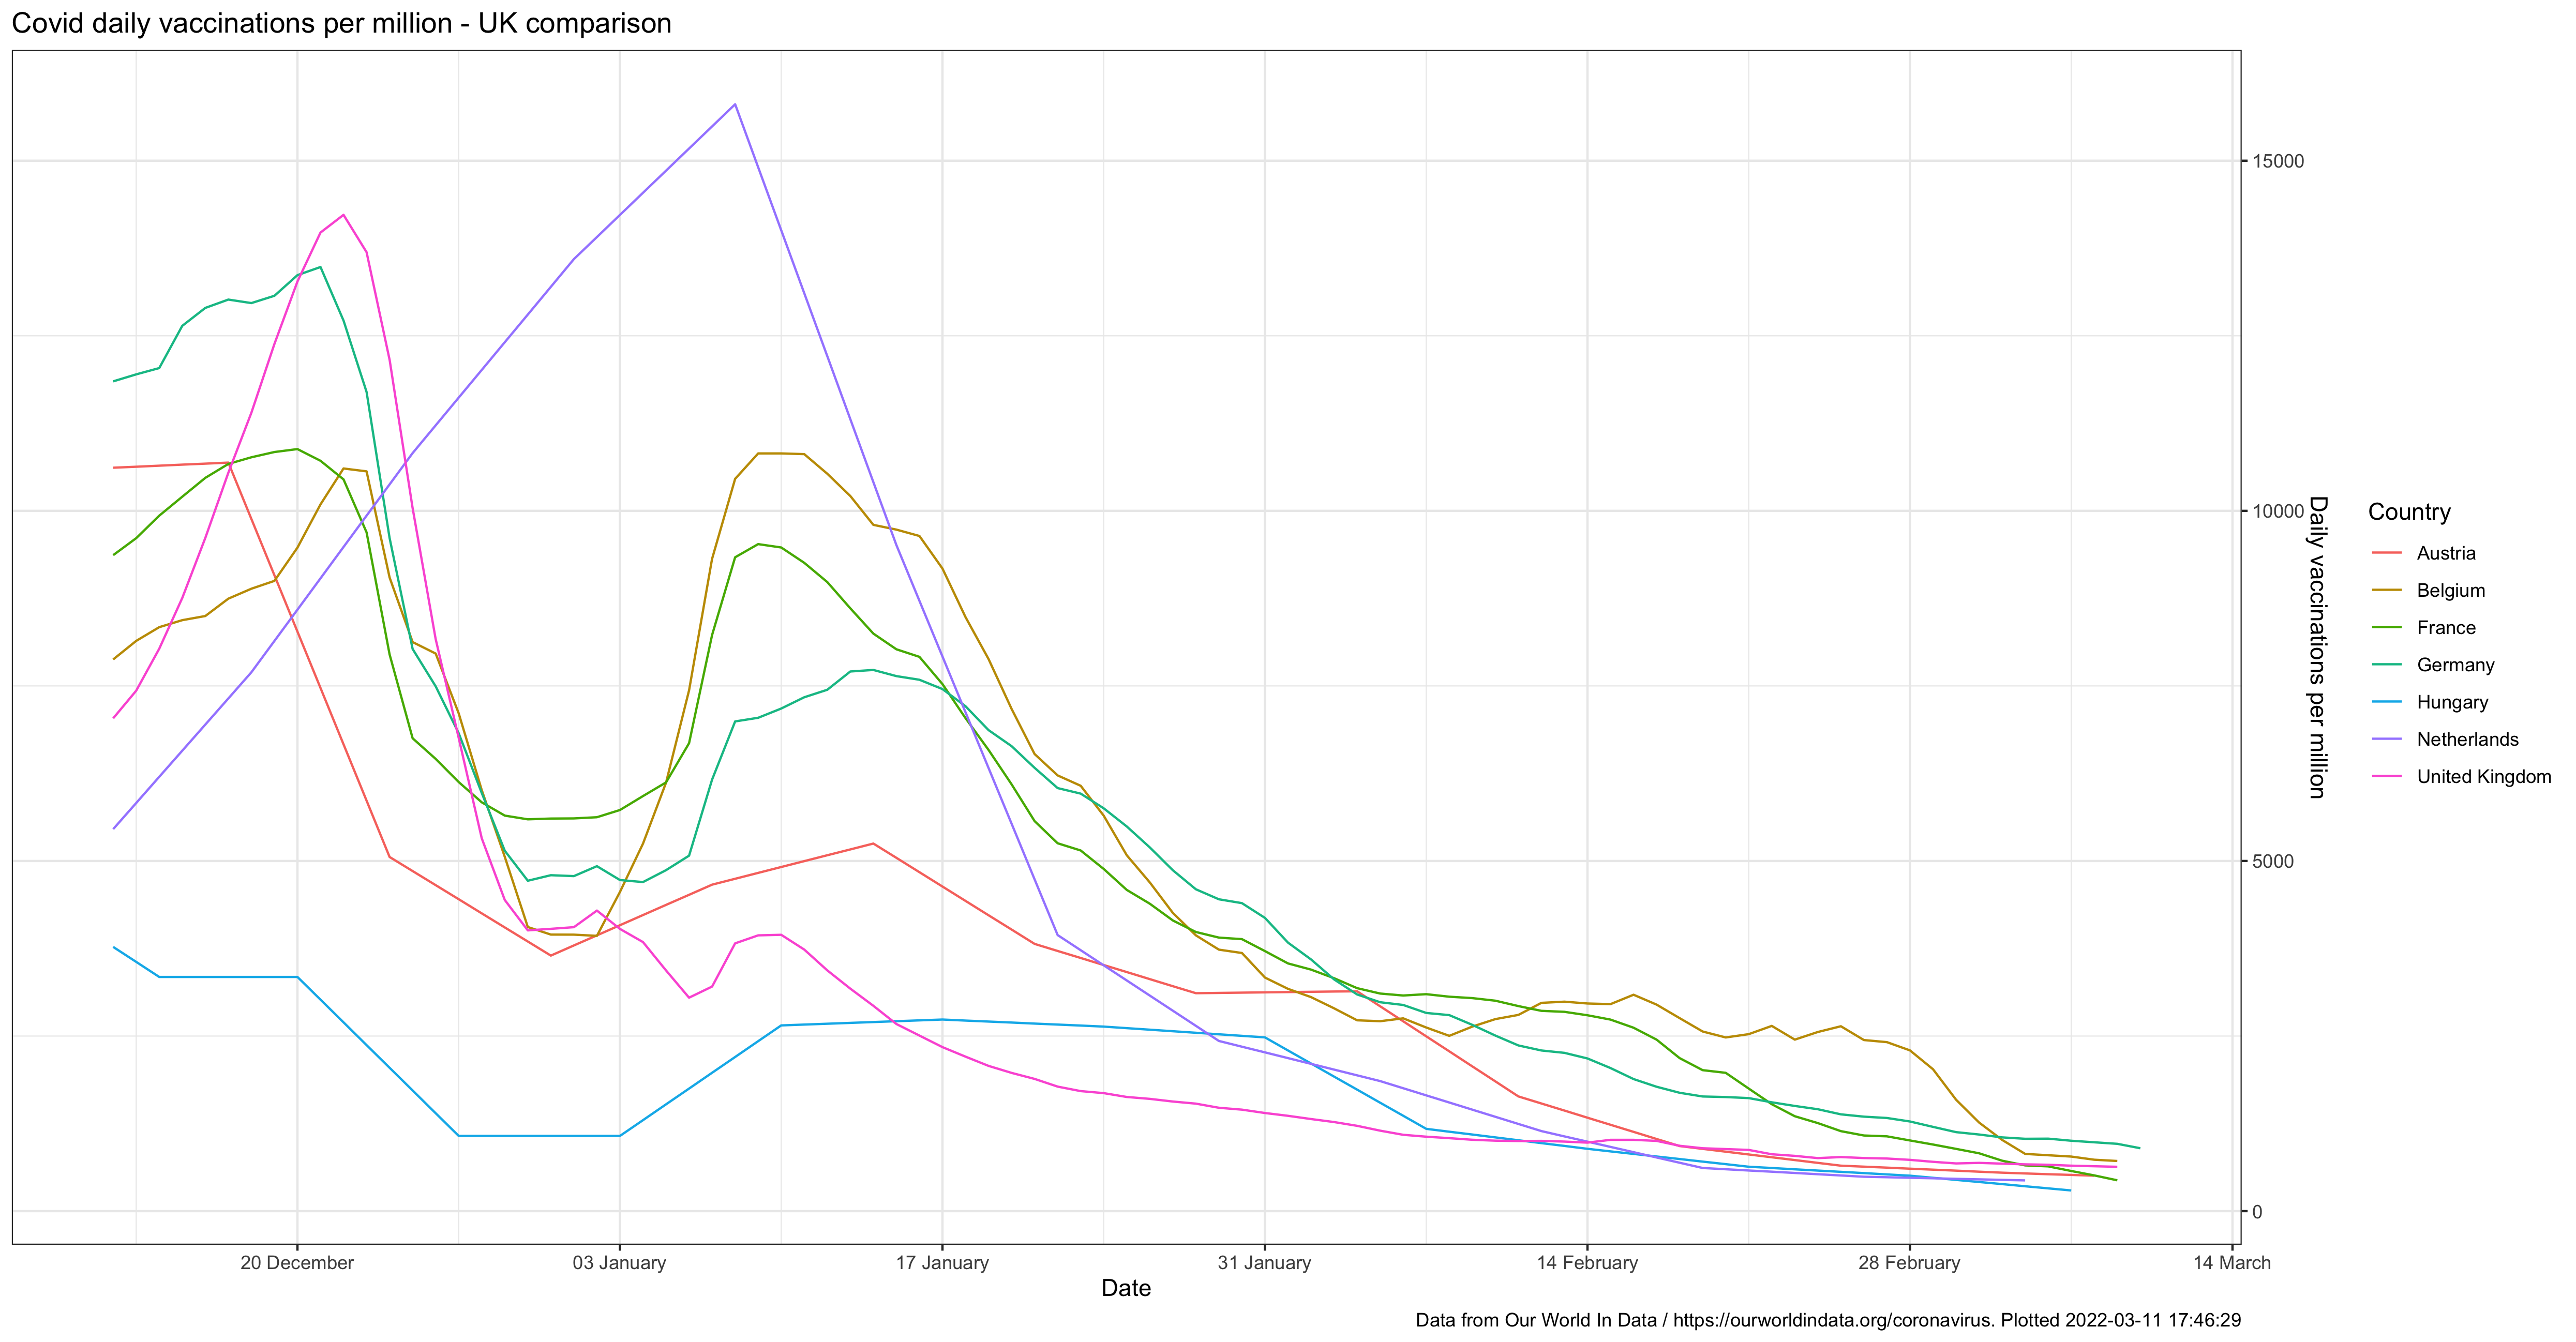 Covid daily vaccinations per million - UK comparison
15000
10000
5000
0
Daily vaccinations per million
Country
Austria
Belgium
France
Germany
Hungary
Netherlands
United Kingdom
20 December
03 January
17 January
31 January
14 February
28 February
14 March
Date
Data from Our World In Data / https://ourworldindata.org/coronavirus. Plotted 2022-03-11 17:46:29